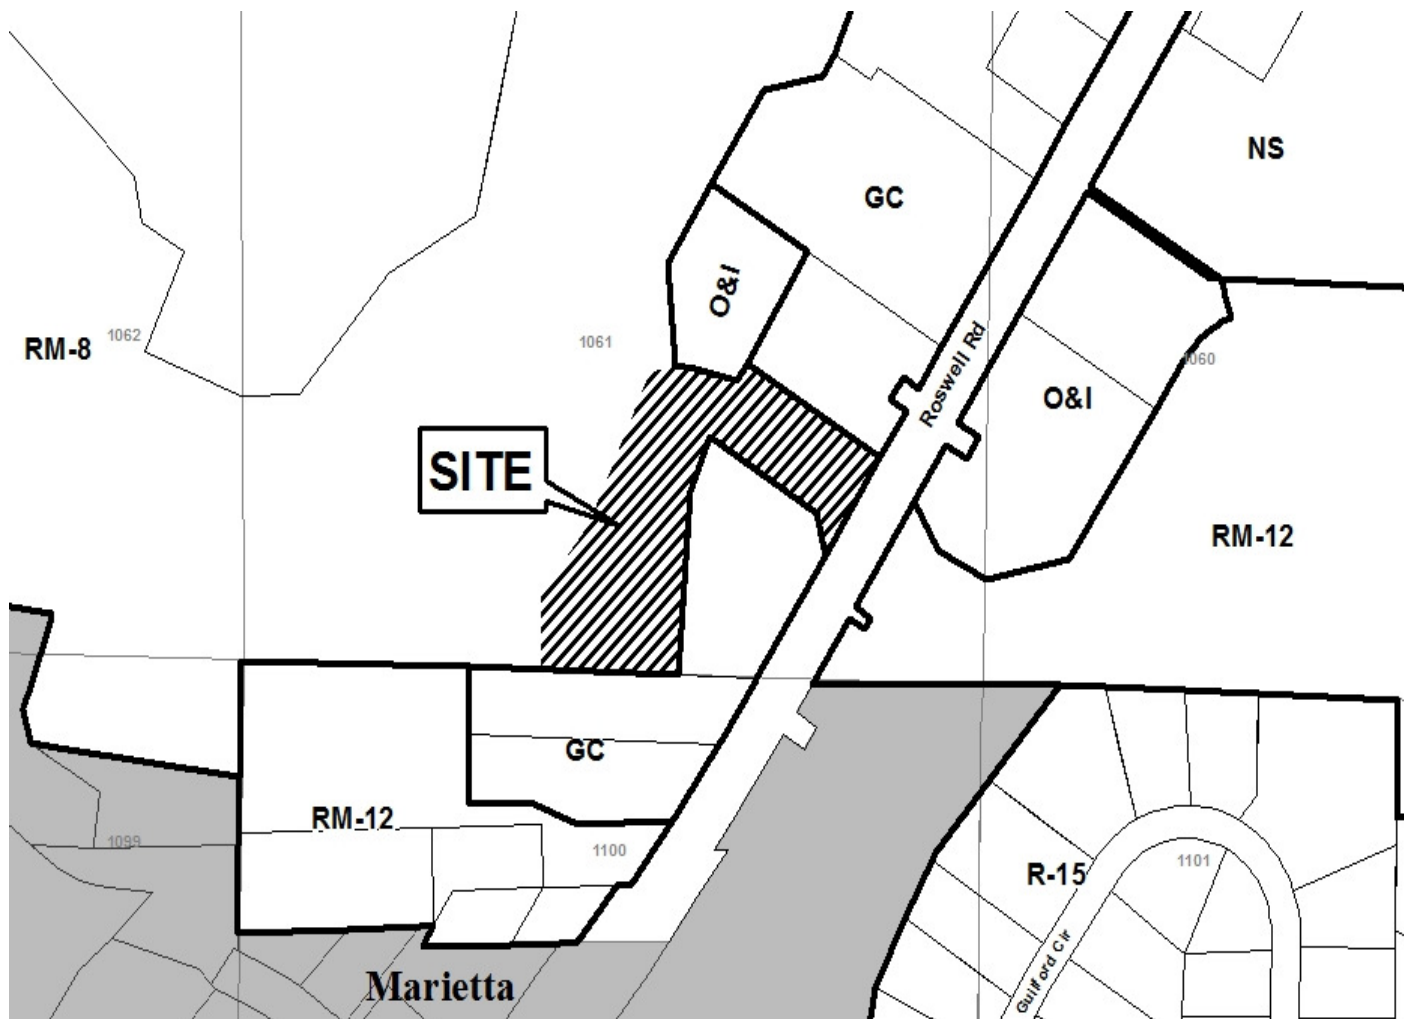 NS
GC
O&I
Roswell Rd
RM-8
1062
1061
1060
O&I
SITE
RM-12
GC
RM-12
1099
1100
R-15
1101
Guilford Cir
Marietta